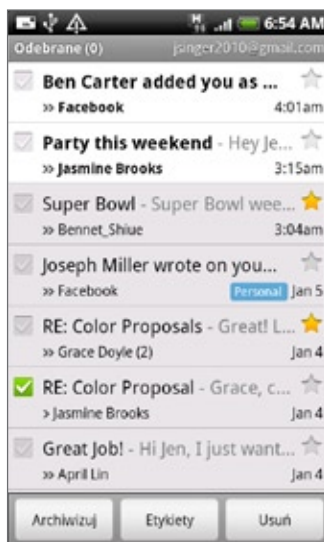 H 6:54 AM
Odebrane (0) jsinger2010@gmail.com
Ben Carter added you as ...
» Facebook 4:01am
Party this weekend - Hey Je...
» Jasmine Brooks 3:15am
Super Bowl - Super Bowl wee...
» Bennet_Shiue 3:04am
Joseph Miller wrote on you...
» Facebook Personal Jan 5
RE: Color Proposals - Great! L...
» Grace Doyle (2) Jan 4
RE: Color Proposal - Grace, c...
› Jasmine Brooks Jan 4
Great Job! - Hi Jen, I just want...
» April Lin Jan 4
Archiwizuj Etykiety Usuń